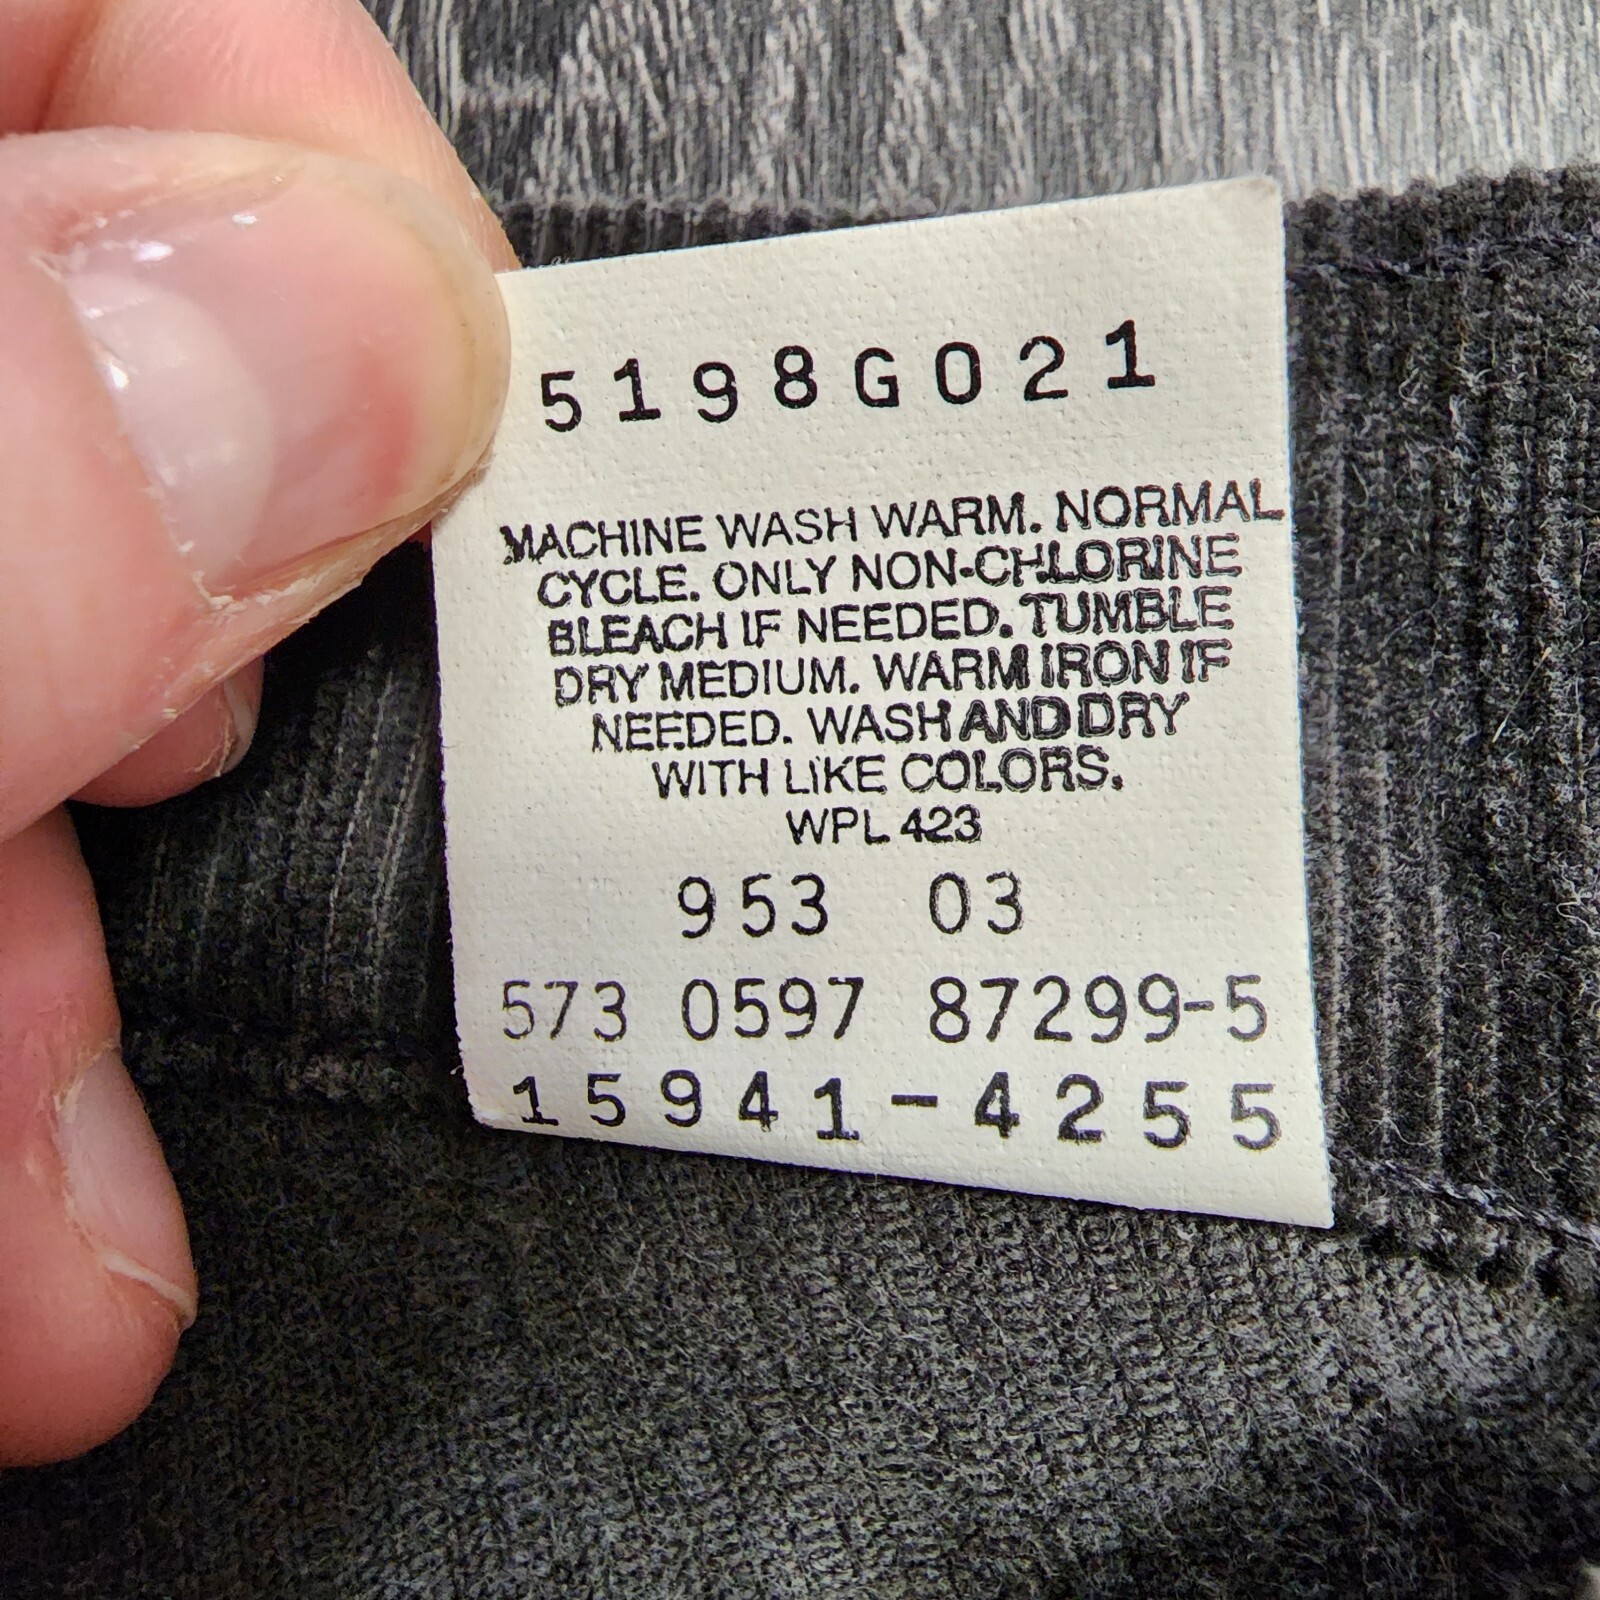 5198G021
MACHINE WASH WARM. NORMAL
CYCLE. ONLY NON-CHLORINE
BLEACH IF NEEDED. TUMBLE
DRY MEDIUM. WARM IRON IF
NEEDED. WASH AND DRY
WITH LIKE COLORS.
WPL 423
953 03
573 0597 87299-5
15941-4255